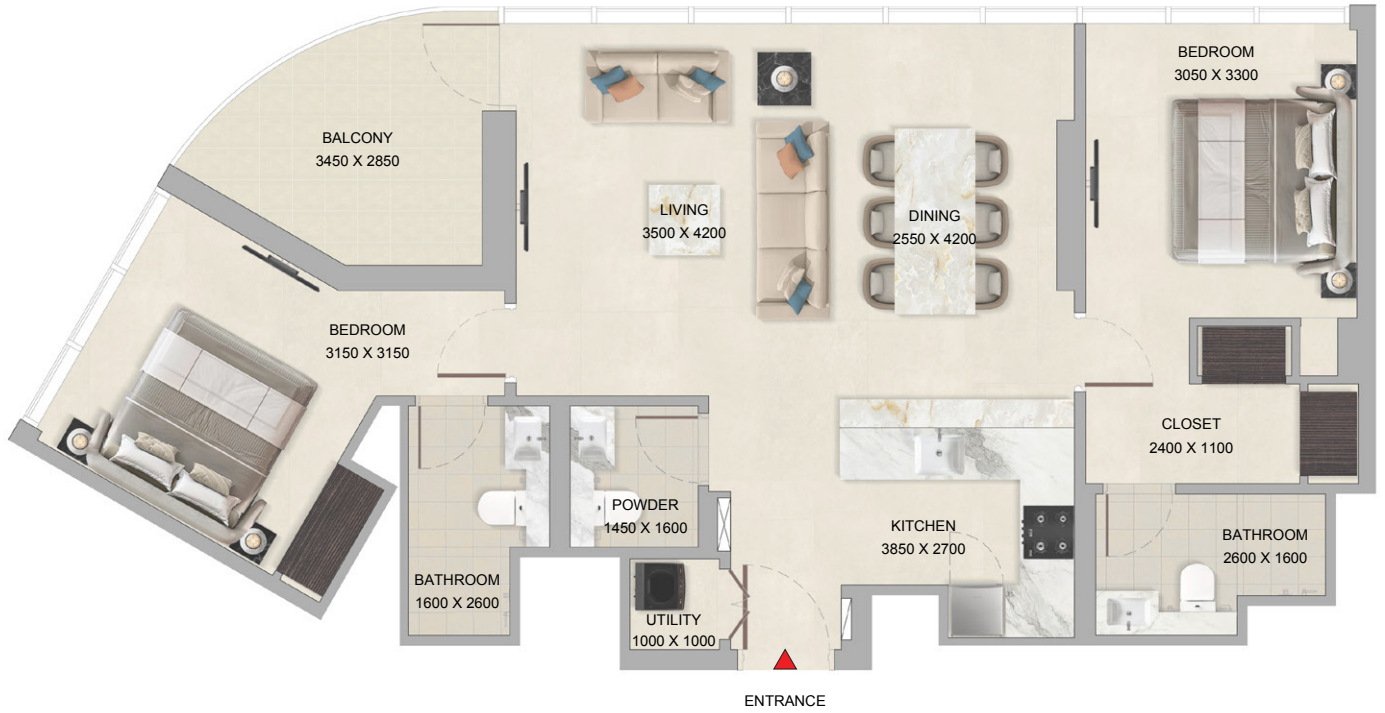 BEDROOM
3050 X 3300
BALCONY
3450 X 2850
LIVING
3500 X 4200
DINING
2550 X 4200
BEDROOM
3150 X 3150
CLOSET
2400 X 1100
POWDER
1450 X 1600
KITCHEN
3850 X 2700
BATHROOM
2600 X 1600
BATHROOM
1600 X 2600
UTILITY
1000 X 1000
ENTRANCE